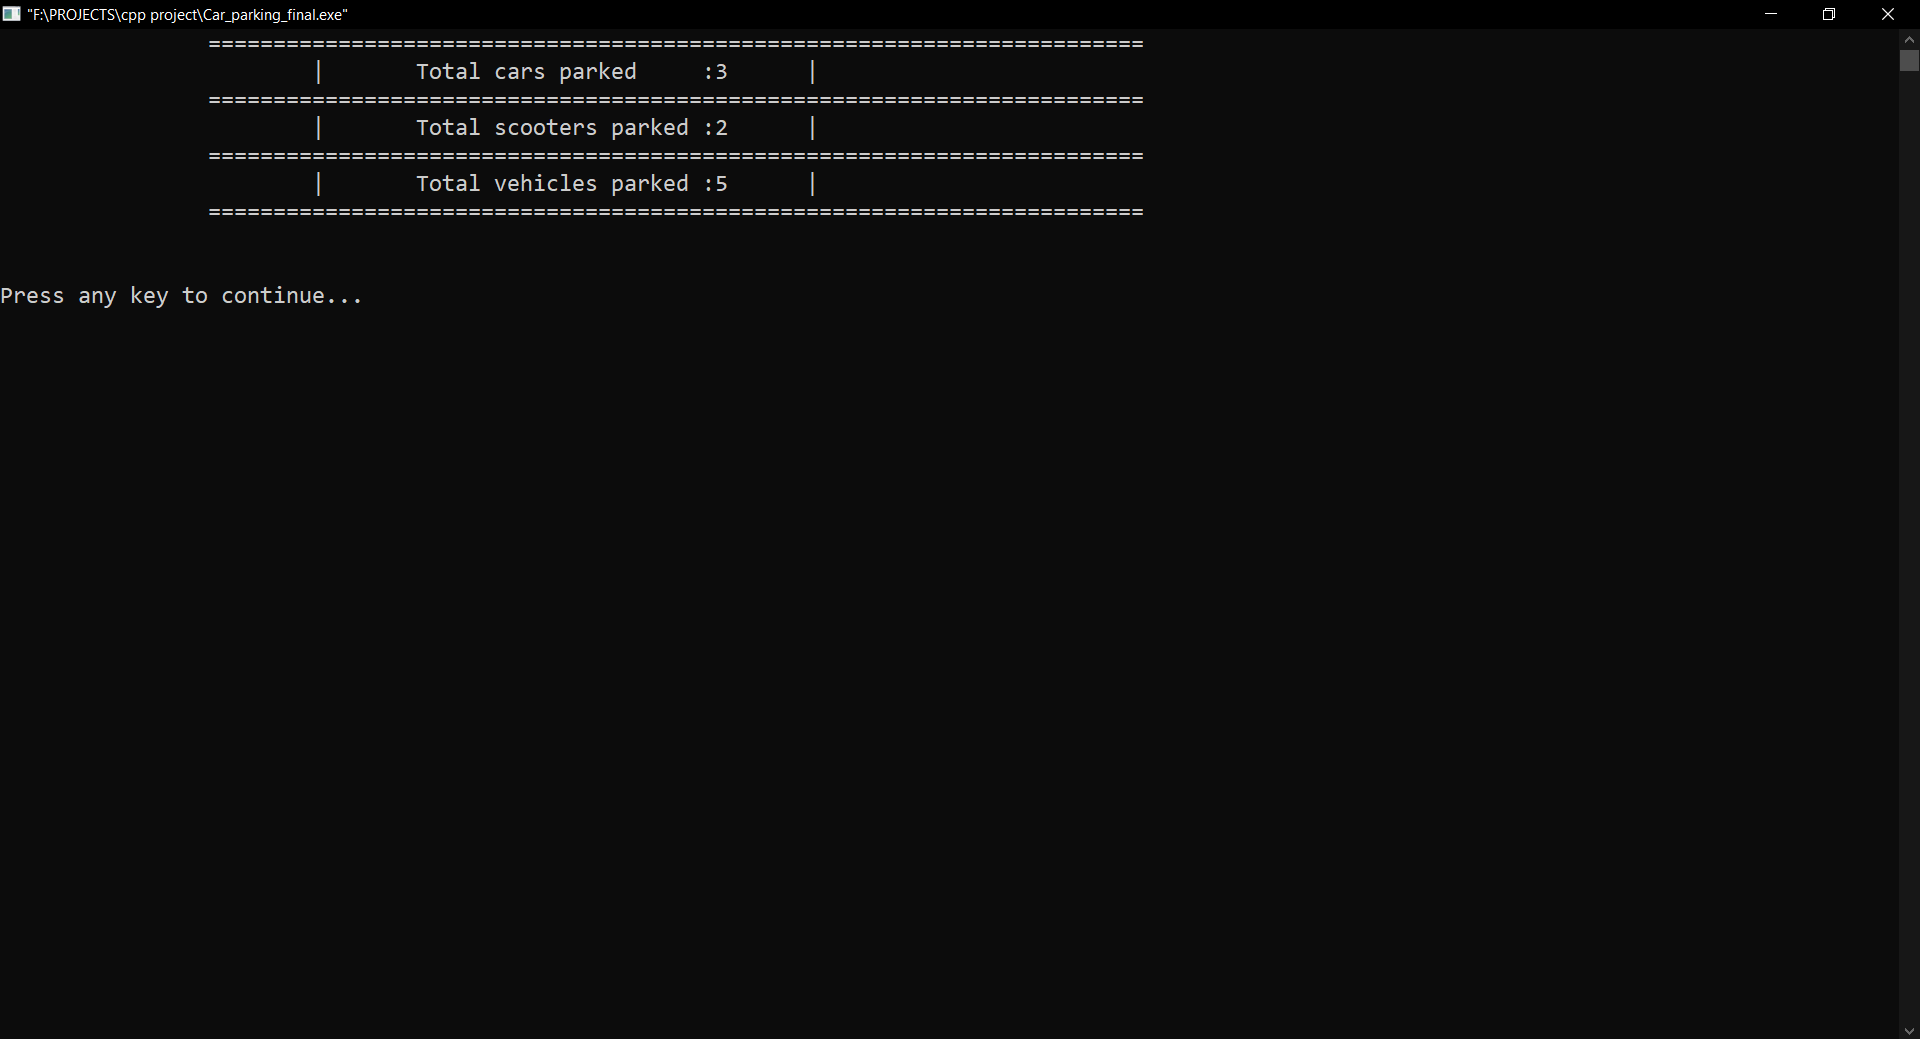 "F:\PROJECTS\cpp project\Car_parking_final.exe"
========================================================================
|       Total cars parked     :3      |
========================================================================
|       Total scooters parked :2      |
========================================================================
|       Total vehicles parked :5      |
========================================================================
Press any key to continue...